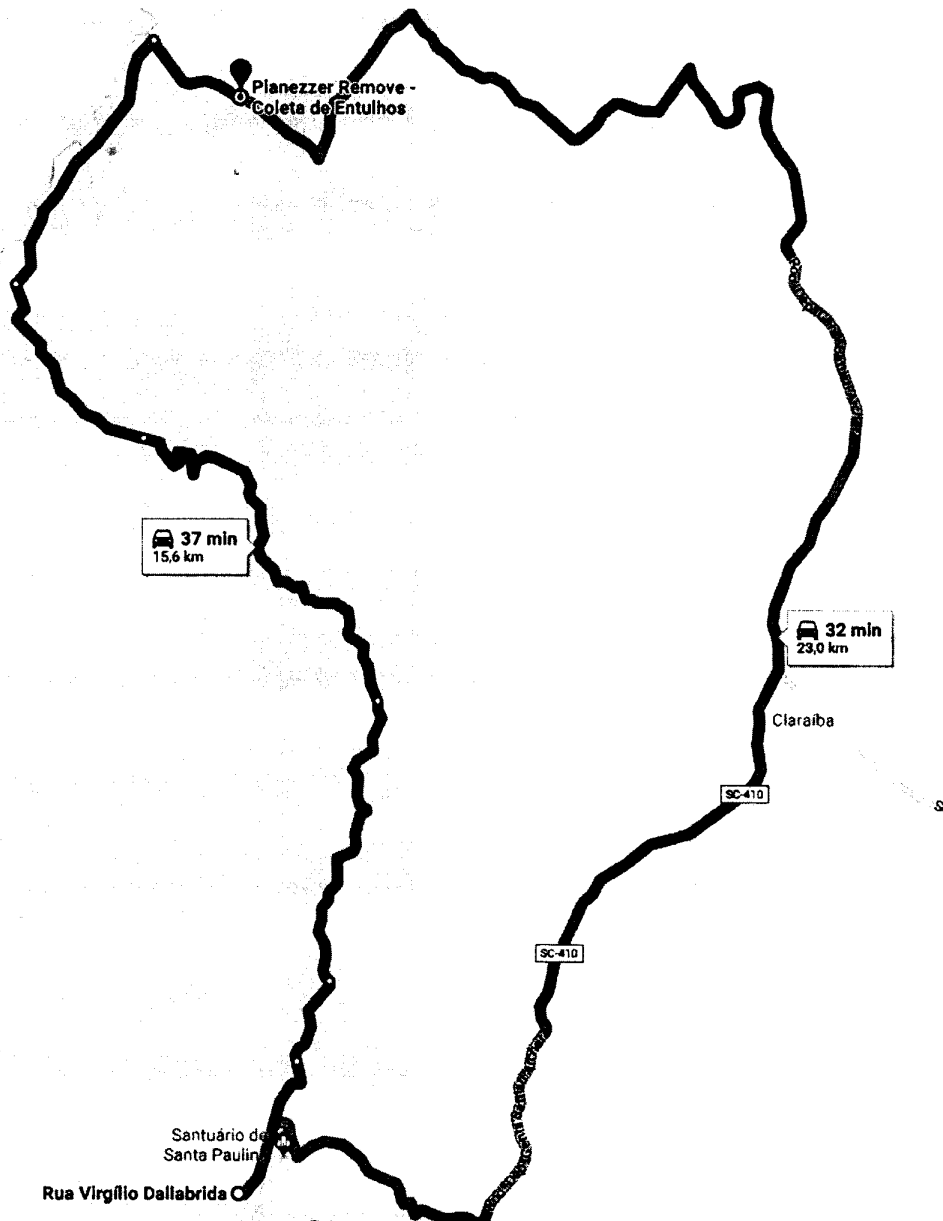 Planezzer Remove -
Coleta de Entulhos
37 min
15,6 km
32 min
23,0 km
Claraíba
SC-410
S
SC-410
Santuário de
Santa Paulin
Rua Virgílio Dallabrida